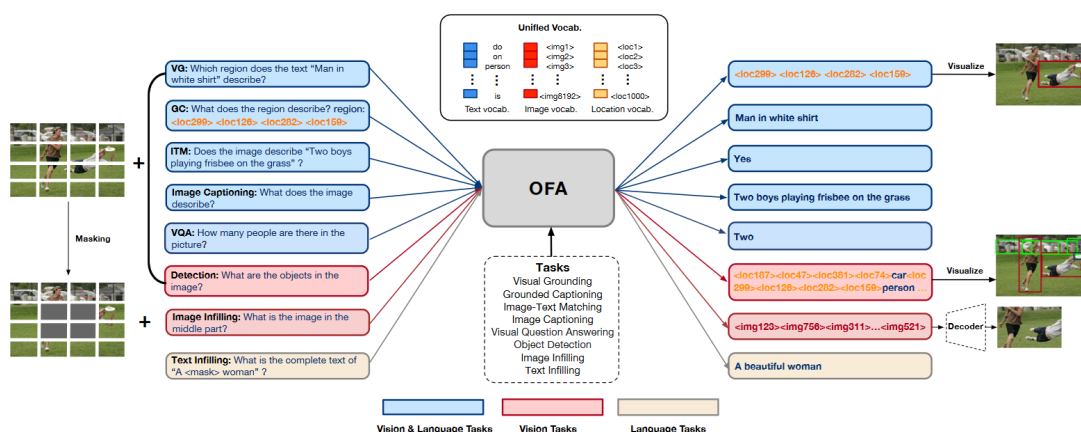 Unified Vocab.
do
on
person
is
Text vocab.
<img1>
<img2>
<img3>
<img8192>
Image vocab.
<loc1>
<loc2>
<loc3>
<loc1000>
Location vocab.
Masking
+
+
VG: Which region does the text “Man in
white shirt” describe?
GC: What does the region describe? region:
<loc299> <loc126> <loc282> <loc159>
ITM: Does the image describe “Two boys
playing frisbee on the grass” ?
Image Captioning: What does the image
describe?
VQA: How many people are there in the
picture?
Detection: What are the objects in the
image?
Image Infilling: What is the image in the
middle part?
Text Infilling: What is the complete text of
“A <mask> woman” ?
OFA
Tasks
Visual Grounding
Grounded Captioning
Image-Text Matching
Image Captioning
Visual Question Answering
Object Detection
Image Infilling
Text Infilling
<loc299> <loc126> <loc282> <loc159>
Visualize
Man in white shirt
Yes
Two boys playing frisbee on the grass
Two
<loc187><loc47><loc381><loc74>car<loc
299><loc126><loc282><loc159>person ...
Visualize
<img123><img756><img311>...<img521>
Decoder
A beautiful woman
Vision & Language Tasks
Vision Tasks
Language Tasks